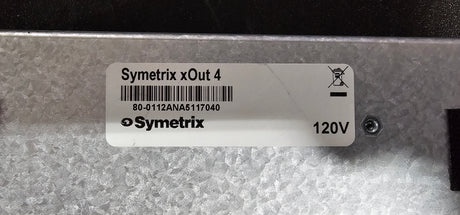 Symetrix xOut 4
80-0112ANA5117040
Symetrix
120V